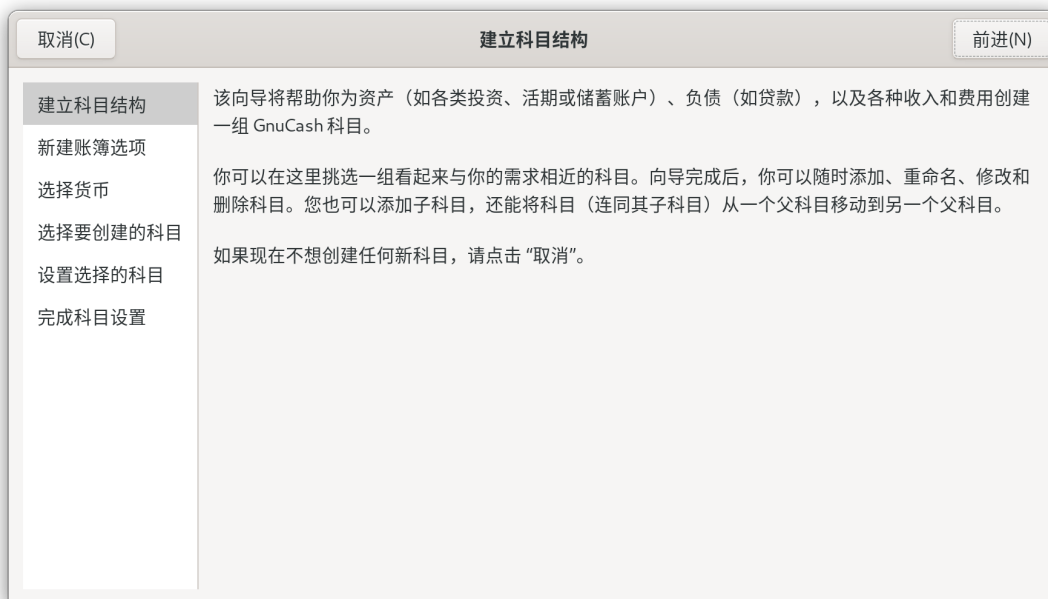 取消(C)
建立科目结构
前进(N)
建立科目结构
新建账簿选项
选择货币
选择要创建的科目
设置选择的科目
完成科目设置
该向导将帮助你为资产（如各类投资、活期或储蓄账户）、负债（如贷款），以及各种收入和费用创建
一组 GnuCash 科目。
你可以在这里挑选一组看起来与你的需求相近的科目。向导完成后，你可以随时添加、重命名、修改和
删除科目。您也可以添加子科目，还能将科目（连同其子科目）从一个父科目移动到另一个父科目。
如果现在不想创建任何新科目，请点击 “取消”。